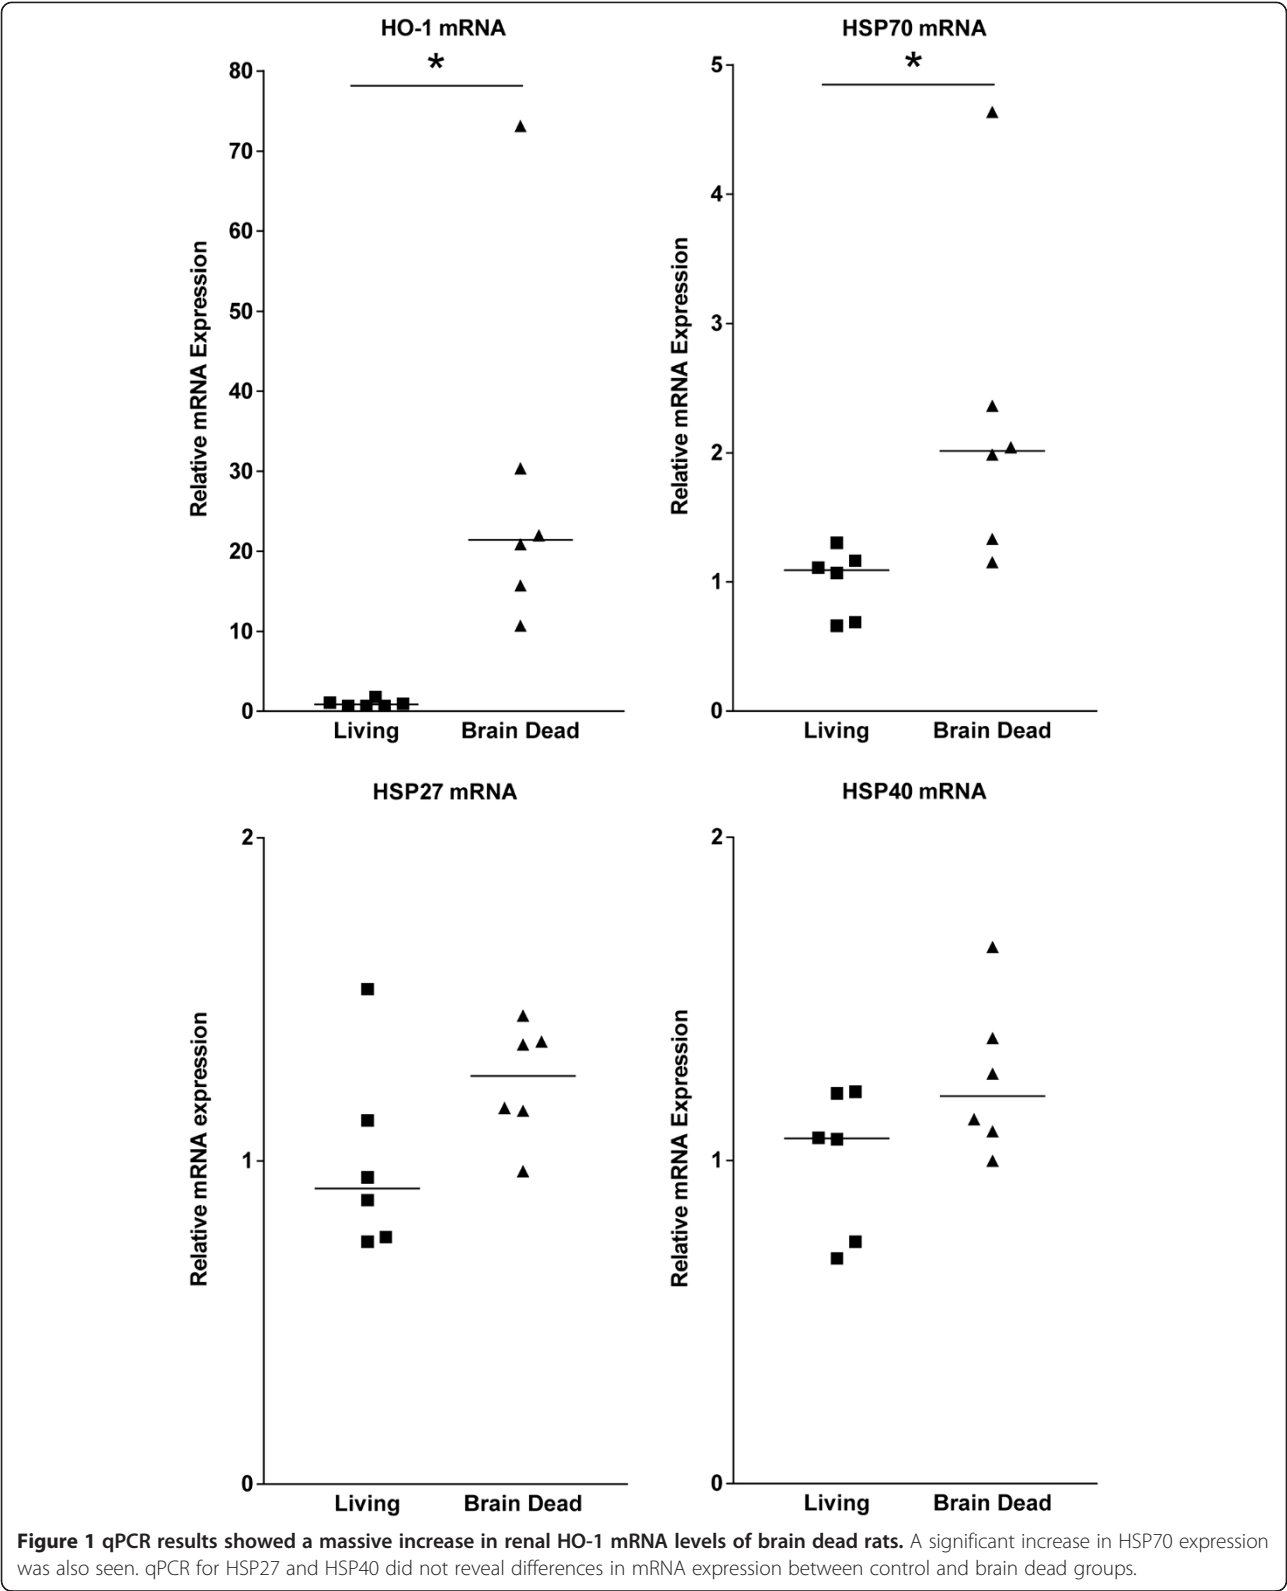 HO-1 mRNA
*
80
70
60
50
40
30
20
10
0
Relative mRNA Expression
Living
Brain Dead
HSP70 mRNA
*
5
4
3
2
1
0
Relative mRNA Expression
Living
Brain Dead
HSP27 mRNA
2
1
0
Relative mRNA expression
Living
Brain Dead
HSP40 mRNA
2
1
0
Relative mRNA Expression
Living
Brain Dead
Figure 1 qPCR results showed a massive increase in renal HO-1 mRNA levels of brain dead rats. A significant increase in HSP70 expression
was also seen. qPCR for HSP27 and HSP40 did not reveal differences in mRNA expression between control and brain dead groups.